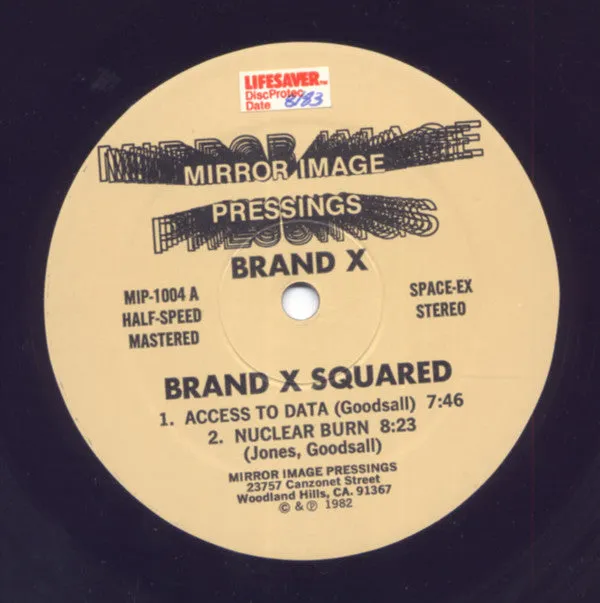 LIFESAVER™
DiscProtec
Date 8/83
MIRROR IMAGE
PRESSINGS
BRAND X
MIP-1004 A
HALF-SPEED
MASTERED
SPACE-EX
STEREO
BRAND X SQUARED
1. ACCESS TO DATA (Goodsall) 7:46
2. NUCLEAR BURN 8:23
(Jones, Goodsall)
MIRROR IMAGE PRESSINGS
23757 Canzonet Street
Woodland Hills, CA. 91367
© & ℗ 1982